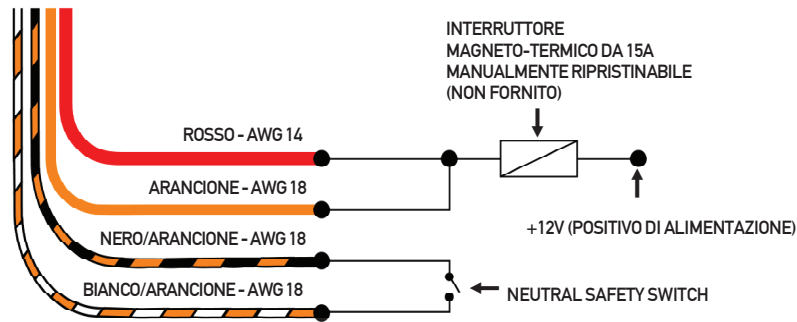 INTERRUTTORE
MAGNETO-TERMICO DA 15A
MANUALMENTE RIPRISTINABILE
(NON FORNITO)
ROSSO - AWG 14
ARANCIONE - AWG 18
+12V (POSITIVO DI ALIMENTAZIONE)
NERO/ARANCIONE - AWG 18
BIANCO/ARANCIONE - AWG 18
NEUTRAL SAFETY SWITCH